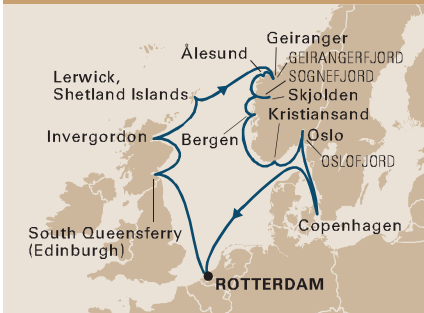 Geiranger
Ålesund
GEIRANGERFJORD
SOGNEFJORD
Lerwick,
Shetland Islands
Skjolden
Kristiansand
Invergordon
Bergen
Oslo
OSLOFJORD
South Queensferry
(Edinburgh)
Copenhagen
ROTTERDAM